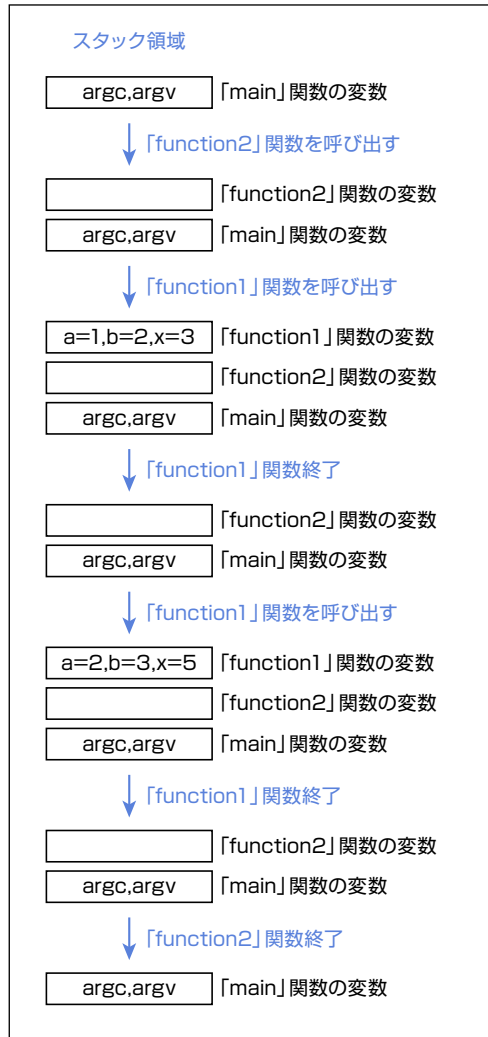 スタック領域
argc,argv 「main」関数の変数
「function2」関数を呼び出す
「function2」関数の変数
argc,argv 「main」関数の変数
「function1」関数を呼び出す
a=1,b=2,x=3 「function1」関数の変数
「function2」関数の変数
argc,argv 「main」関数の変数
「function1」関数終了
「function2」関数の変数
argc,argv 「main」関数の変数
「function1」関数を呼び出す
a=2,b=3,x=5 「function1」関数の変数
「function2」関数の変数
argc,argv 「main」関数の変数
「function1」関数終了
「function2」関数の変数
argc,argv 「main」関数の変数
「function2」関数終了
argc,argv 「main」関数の変数